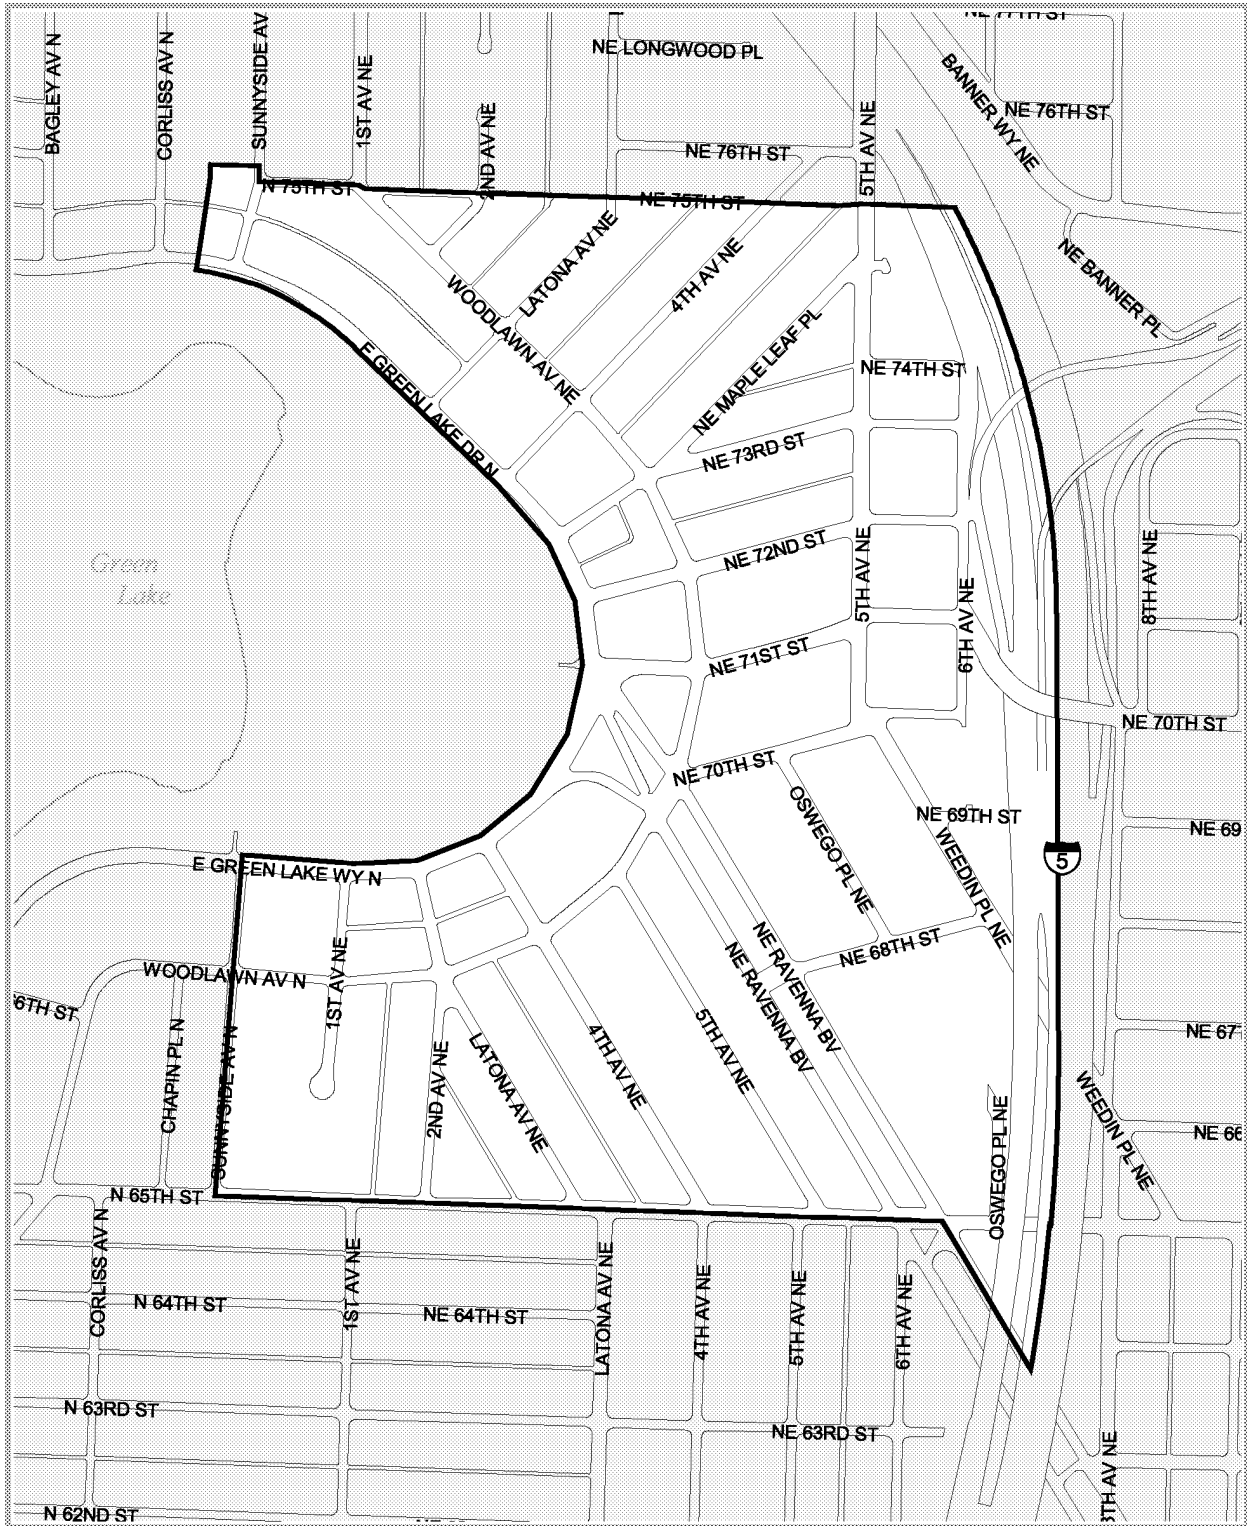 NE 77TH ST
BAGLEY AV N
CORLISS AV N
SUNNYSIDE AV
1ST AV NE
2ND AV NE
NE LONGWOOD PL
5TH AV NE
BANNER WY NE
NE 76TH ST
NE 76TH ST
N 75TH ST
NE 75TH ST
LATONA AV NE
4TH AV NE
NE BANNER PL
WOODLAWN AV NE
NE MAPLE LEAF PL
E GREEN LAKE DR N
NE 74TH ST
NE 73RD ST
Green
Lake
NE 72ND ST
5TH AV NE
6TH AV NE
8TH AV NE
NE 71ST ST
NE 70TH ST
NE 70TH ST
OSWEGO PL NE
NE 69TH ST
NE 69
WEEDIN PL NE
5
E GREEN LAKE WY N
NE 68TH ST
NE RAVENNA BV
NE RAVENNA BV
WOODLAWN AV N
1ST AV NE
6TH ST
CHAPIN PL N
SUNNYSIDE AV N
2ND AV NE
LATONA AV NE
4TH AV NE
5TH AV NE
NE 67
WEEDIN PL NE
OSWEGO PL NE
NE 66
N 65TH ST
CORLISS AV N
1ST AV NE
LATONA AV NE
4TH AV NE
5TH AV NE
6TH AV NE
N 64TH ST
NE 64TH ST
N 63RD ST
NE 63RD ST
8TH AV NE
N 62ND ST